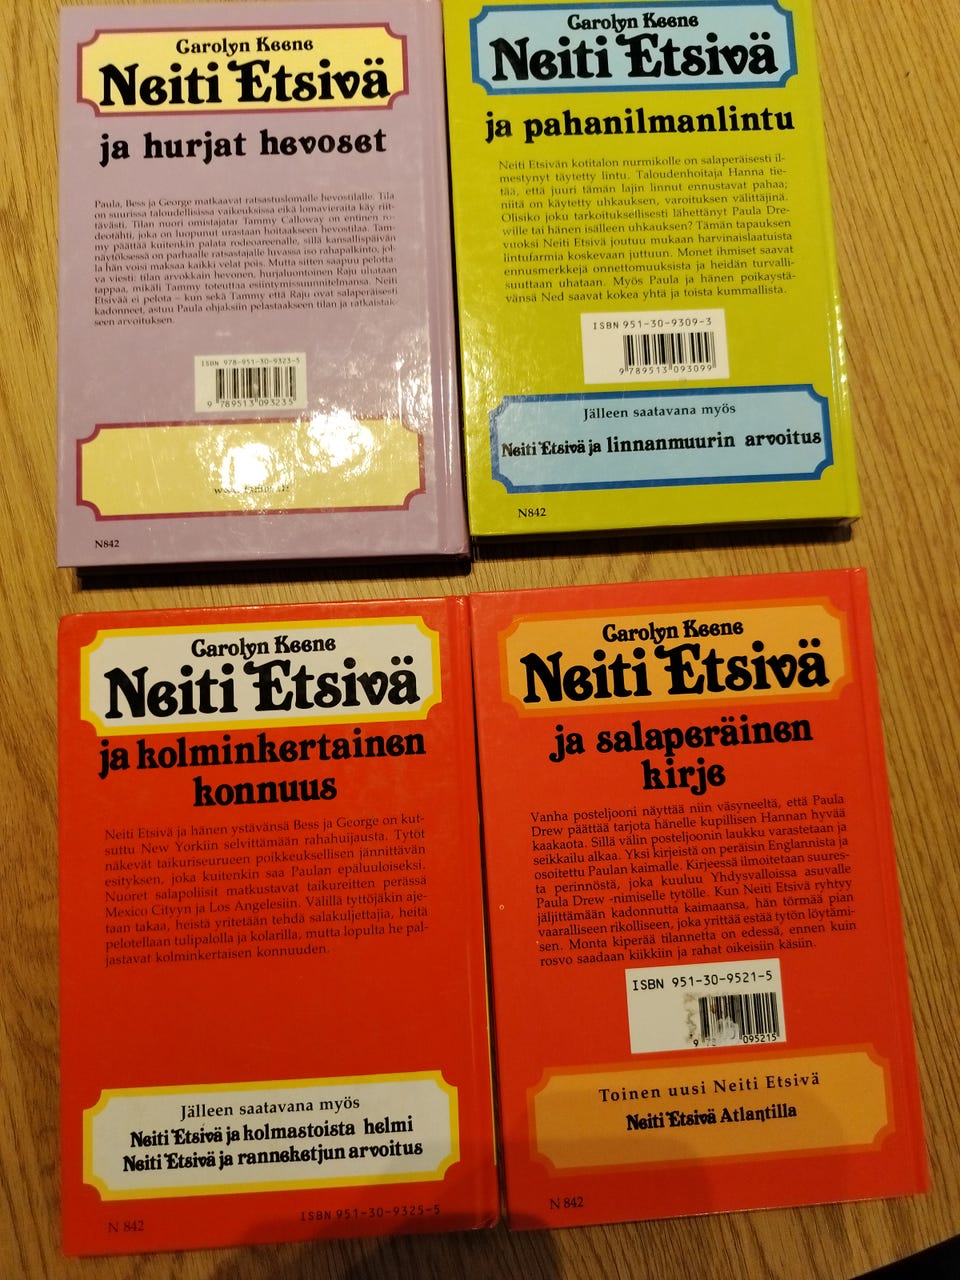 Carolyn Keene
Neiti Etsivä
ja hurjat hevoset
Paula, Bess ja George matkaavat ratsastuslomalle hevostilalle. Tila
on suurissa taloudellisissa vaikeuksissa eikä lomavieraita käy riit-
tävästi. Tilan nuori omistajatar Tammy Calloway on entinen ro-
deotähti, joka on luopunut urastaan hoitaakseen hevostilaa. Tam-
my päättää kuitenkin palata rodeoareenalle, sillä kansallispäivän
näytöksessä on parhaalle ratsastajalle luvassa iso rahapalkinto, jol-
la hän voisi maksaa kaikki velat pois. Mutta sitten saapuu pelotta-
va viesti: tilan arvokkain hevonen, hurjaluontoinen Raju uhataan
tappaa, mikäli Tammy toteuttaa esiintymissuunnitelmansa. Neiti
Etsivää ei pelota – kun sekä Tammy että Raju ovat salaperäisesti
kadonneet, astuu Paula ohjaksiin pelastaakseen tilan ja ratkaistak-
seen arvoituksen.
ISBN 978-951-30-9323-5
9 789513 093235
N842
Carolyn Keene
Neiti Etsivä
ja pahanilmanlintu
Neiti Etsivän kotitalon nurmikolle on salaperäisesti il-
mestynyt täytetty lintu. Taloudenhoitaja Hanna tie-
tää, että juuri tämän lajin linnut ennustavat pahaa;
niitä on käytetty uhkauksen, varoituksen välittäjinä.
Olisiko joku tarkoituksellisesti lähettänyt Paula Dre-
wille tai hänen isälleen uhkauksen? Tämän tapauksen
vuoksi Neiti Etsivä joutuu mukaan harvinaislaatuista
lintufarmia koskevaan juttuun. Monet ihmiset saavat
ennusmerkkejä onnettomuuksista ja heidän turvalli-
suuttaan uhataan. Myös Paula ja hänen poikaystä-
vänsä Ned saavat kokea yhtä ja toista kummallista.
ISBN 951-30-9309-3
9 789513 093099
Jälleen saatavana myös
Neiti Etsivä ja linnanmuurin arvoitus
N842
Carolyn Keene
Neiti Etsivä
ja kolminkertainen
konnuus
Neiti Etsivä ja hänen ystävänsä Bess ja George on kut-
suttu New Yorkiin selvittämään rahahuijausta. Tytöt
näkevät taikuriseurueen poikkeuksellisen jännittävän
esityksen, joka kuitenkin saa Paulan epäluuloiseksi.
Nuoret salapoliisit matkustavat taikureitten perässä
Mexico Cityyn ja Los Angelesiin. Välillä tyttöjäkin aje-
taan takaa, heistä yritetään tehdä salakuljettajia, heitä
pelotellaan tulipalolla ja kolarilla, mutta lopulta he pal-
jastavat kolminkertaisen konnuuden.
Jälleen saatavana myös
Neiti Etsivä ja kolmastoista helmi
Neiti Etsivä ja ranneketjun arvoitus
N 842
ISBN 951-30-9325-5
Carolyn Keene
Neiti Etsivä
ja salaperäinen
kirje
Vanha posteljooni näyttää niin väsyneeltä, että Paula
Drew päättää tarjota hänelle kupillisen Hannan hyvää
kaakaota. Sillä välin posteljoonin laukku varastetaan ja
seikkailu alkaa. Yksi kirjeistä on peräisin Englannista ja
osoitettu Paulan kaimalle. Kirjeessä ilmoitetaan suures-
ta perinnöstä, joka kuuluu Yhdysvalloissa asuvalle
Paula Drew -nimiselle tytölle. Kun Neiti Etsivä ryhtyy
jäljittämään kadonnutta kaimaansa, hän törmää pian
vaaralliseen rikolliseen, joka yrittää estää tytön löytämi-
sen. Monta kiperää tilannetta on edessä, ennen kuin
rosvo saadaan kiikkiin ja rahat oikeisiin käsiin.
ISBN 951-30-9521-5
095215
Toinen uusi Neiti Etsivä
Neiti Etsivä Atlantilla
N 842